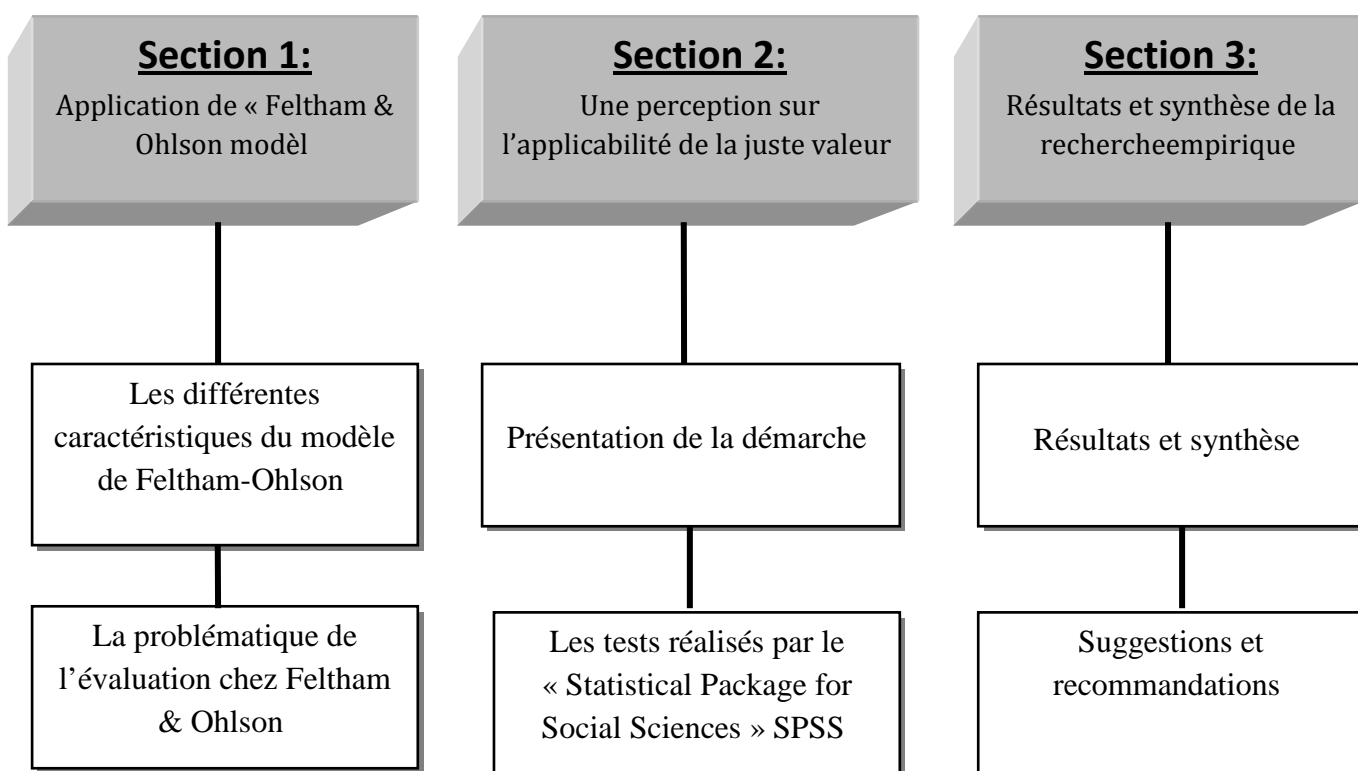 Section 1:
Application de « Feltham &
Ohlson modèl
Les différentes
caractéristiques du modèle
de Feltham-Ohlson
La problématique de
l’évaluation chez Feltham
& Ohlson
Section 2:
Une perception sur
l’applicabilité de la juste valeur
Présentation de la démarche
Les tests réalisés par le
« Statistical Package for
Social Sciences » SPSS
Section 3:
Résultats et synthèse de la
rechercheempirique
Résultats et synthèse
Suggestions et
recommandations